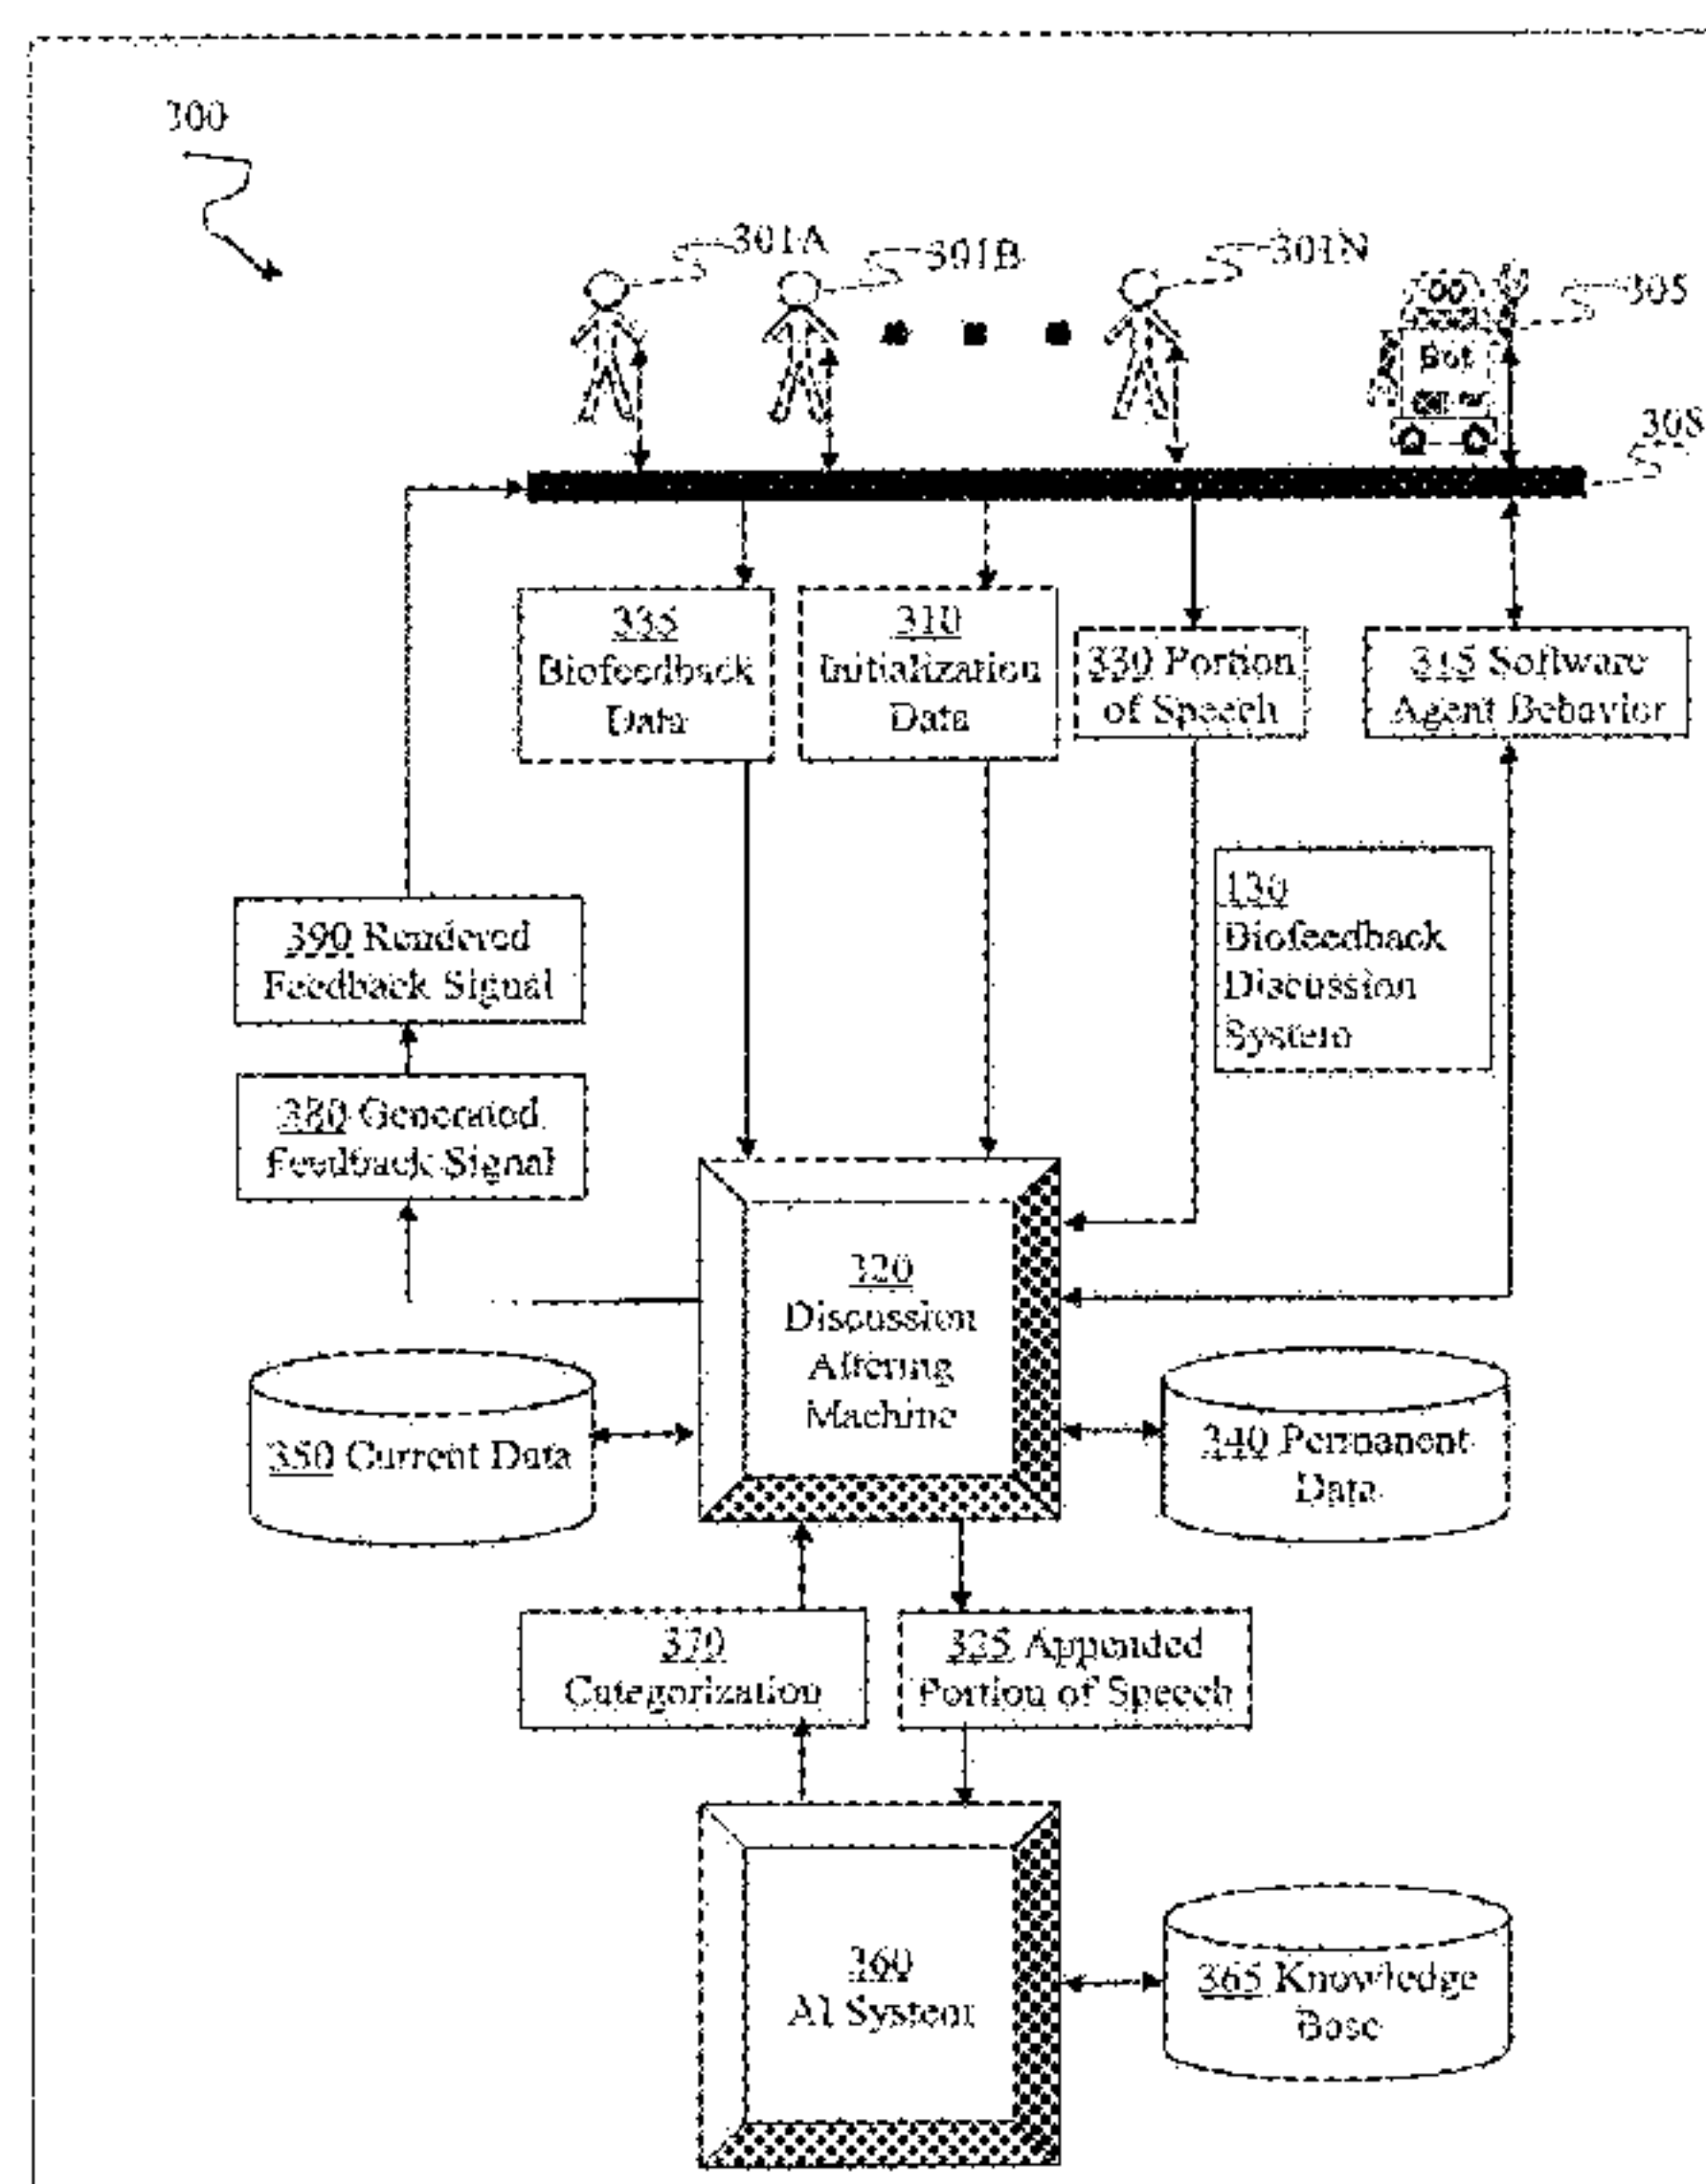 300
301A
301B
301N
305
Bot
308
335
Biofeedback
Data
310
Initialization
Data
330 Portion
of Speech
345 Software
Agent Behavior
130
Biofeedback
Discussion
System
390 Rendered
Feedback Signal
380 Generated
Feedback Signal
320
Discussion
Altering
Machine
350 Current Data
340 Permanent
Data
370
Categorization
325 Appended
Portion of Speech
360
AI System
365 Knowledge
Base